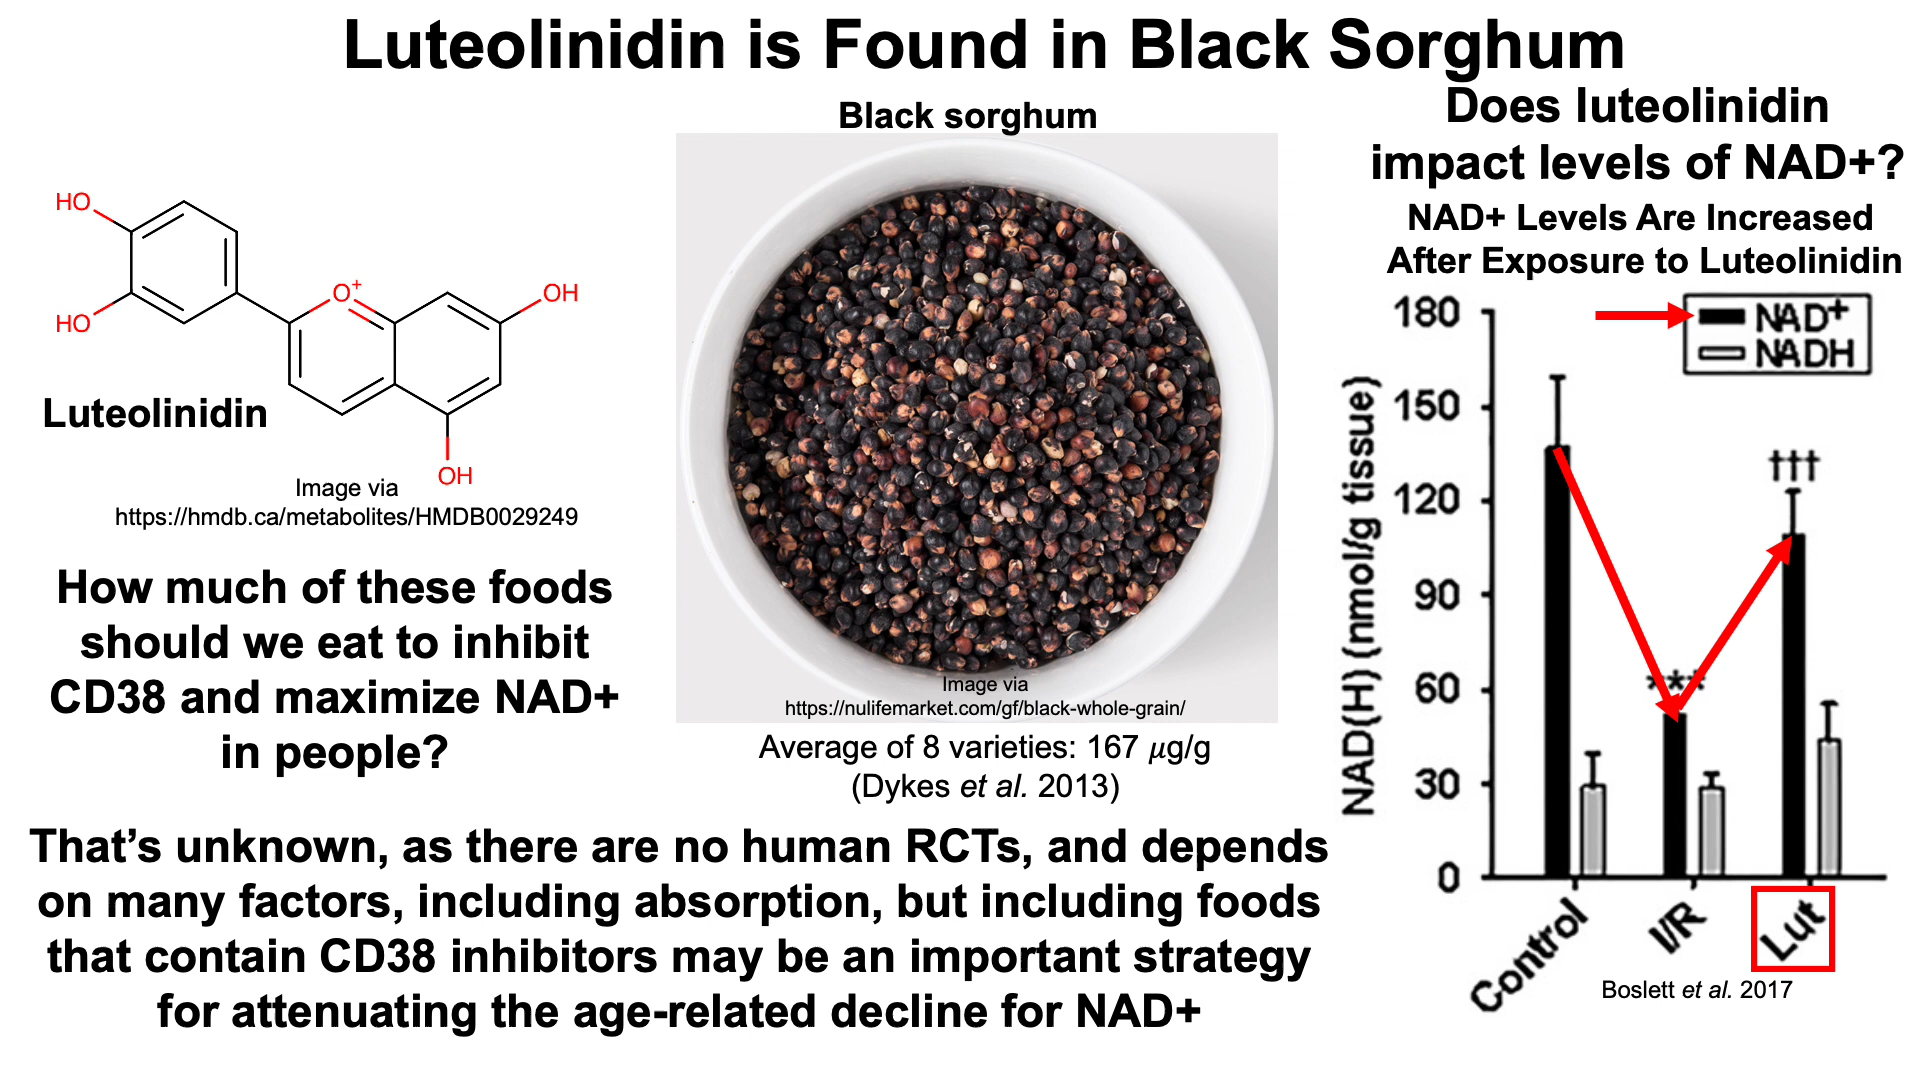 Luteolinidin is Found in Black Sorghum
HO
HO
O+
OH
OH
Luteolinidin
Image via
https://hmdb.ca/metabolites/HMDB0029249
How much of these foods
should we eat to inhibit
CD38 and maximize NAD+
in people?
Black sorghum
Image via
https://nulifemarket.com/gf/black-whole-grain/
Average of 8 varieties: 167 μg/g
(Dykes et al. 2013)
That’s unknown, as there are no human RCTs, and depends
on many factors, including absorption, but including foods
that contain CD38 inhibitors may be an important strategy
for attenuating the age-related decline for NAD+
Does luteolinidin
impact levels of NAD+?
NAD+ Levels Are Increased
After Exposure to Luteolinidin
NAD+
NADH
NAD(H) (nmol/g tissue)
180
150
120
90
60
30
0
***
†††
Control
I/R
Lut
Boslett et al. 2017